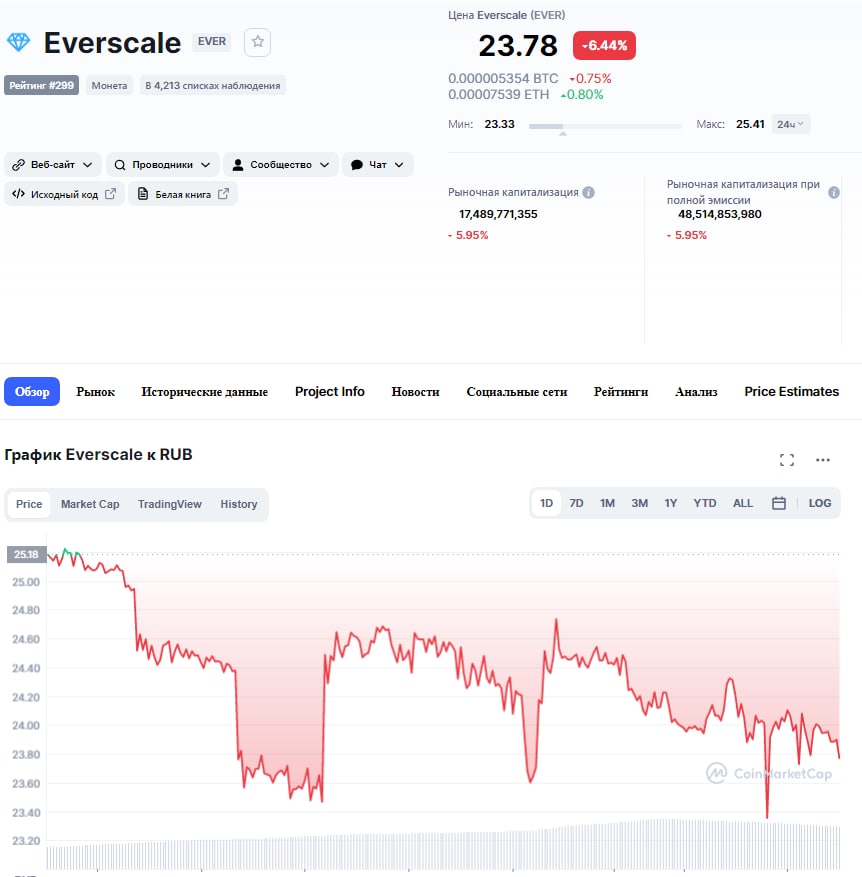 Everscale EVER
Рейтинг #299 Монета В 4,213 списках наблюдения
Веб-сайт Проводники Сообщество Чат
Исходный код Белая книга
Цена Everscale (EVER)
23.78 6.44%
0.000005354 BTC 0.75%
0.00007539 ETH 0.80%
Мин: 23.33 Макс: 25.41 24ч
Рыночная капитализация
17,489,771,355
5.95%
Рыночная капитализация при
полной эмиссии
48,514,853,980
5.95%
Обзор Рынок Исторические данные Project Info Новости Социальные сети Рейтинги Анализ Price Estimates
График Everscale к RUB
Price Market Cap TradingView History
1D 7D 1M 3M 1Y YTD ALL LOG
25.18
25.00
24.80
24.60
24.40
24.20
24.00
23.80
23.60
23.40
23.20
CoinMarketCap